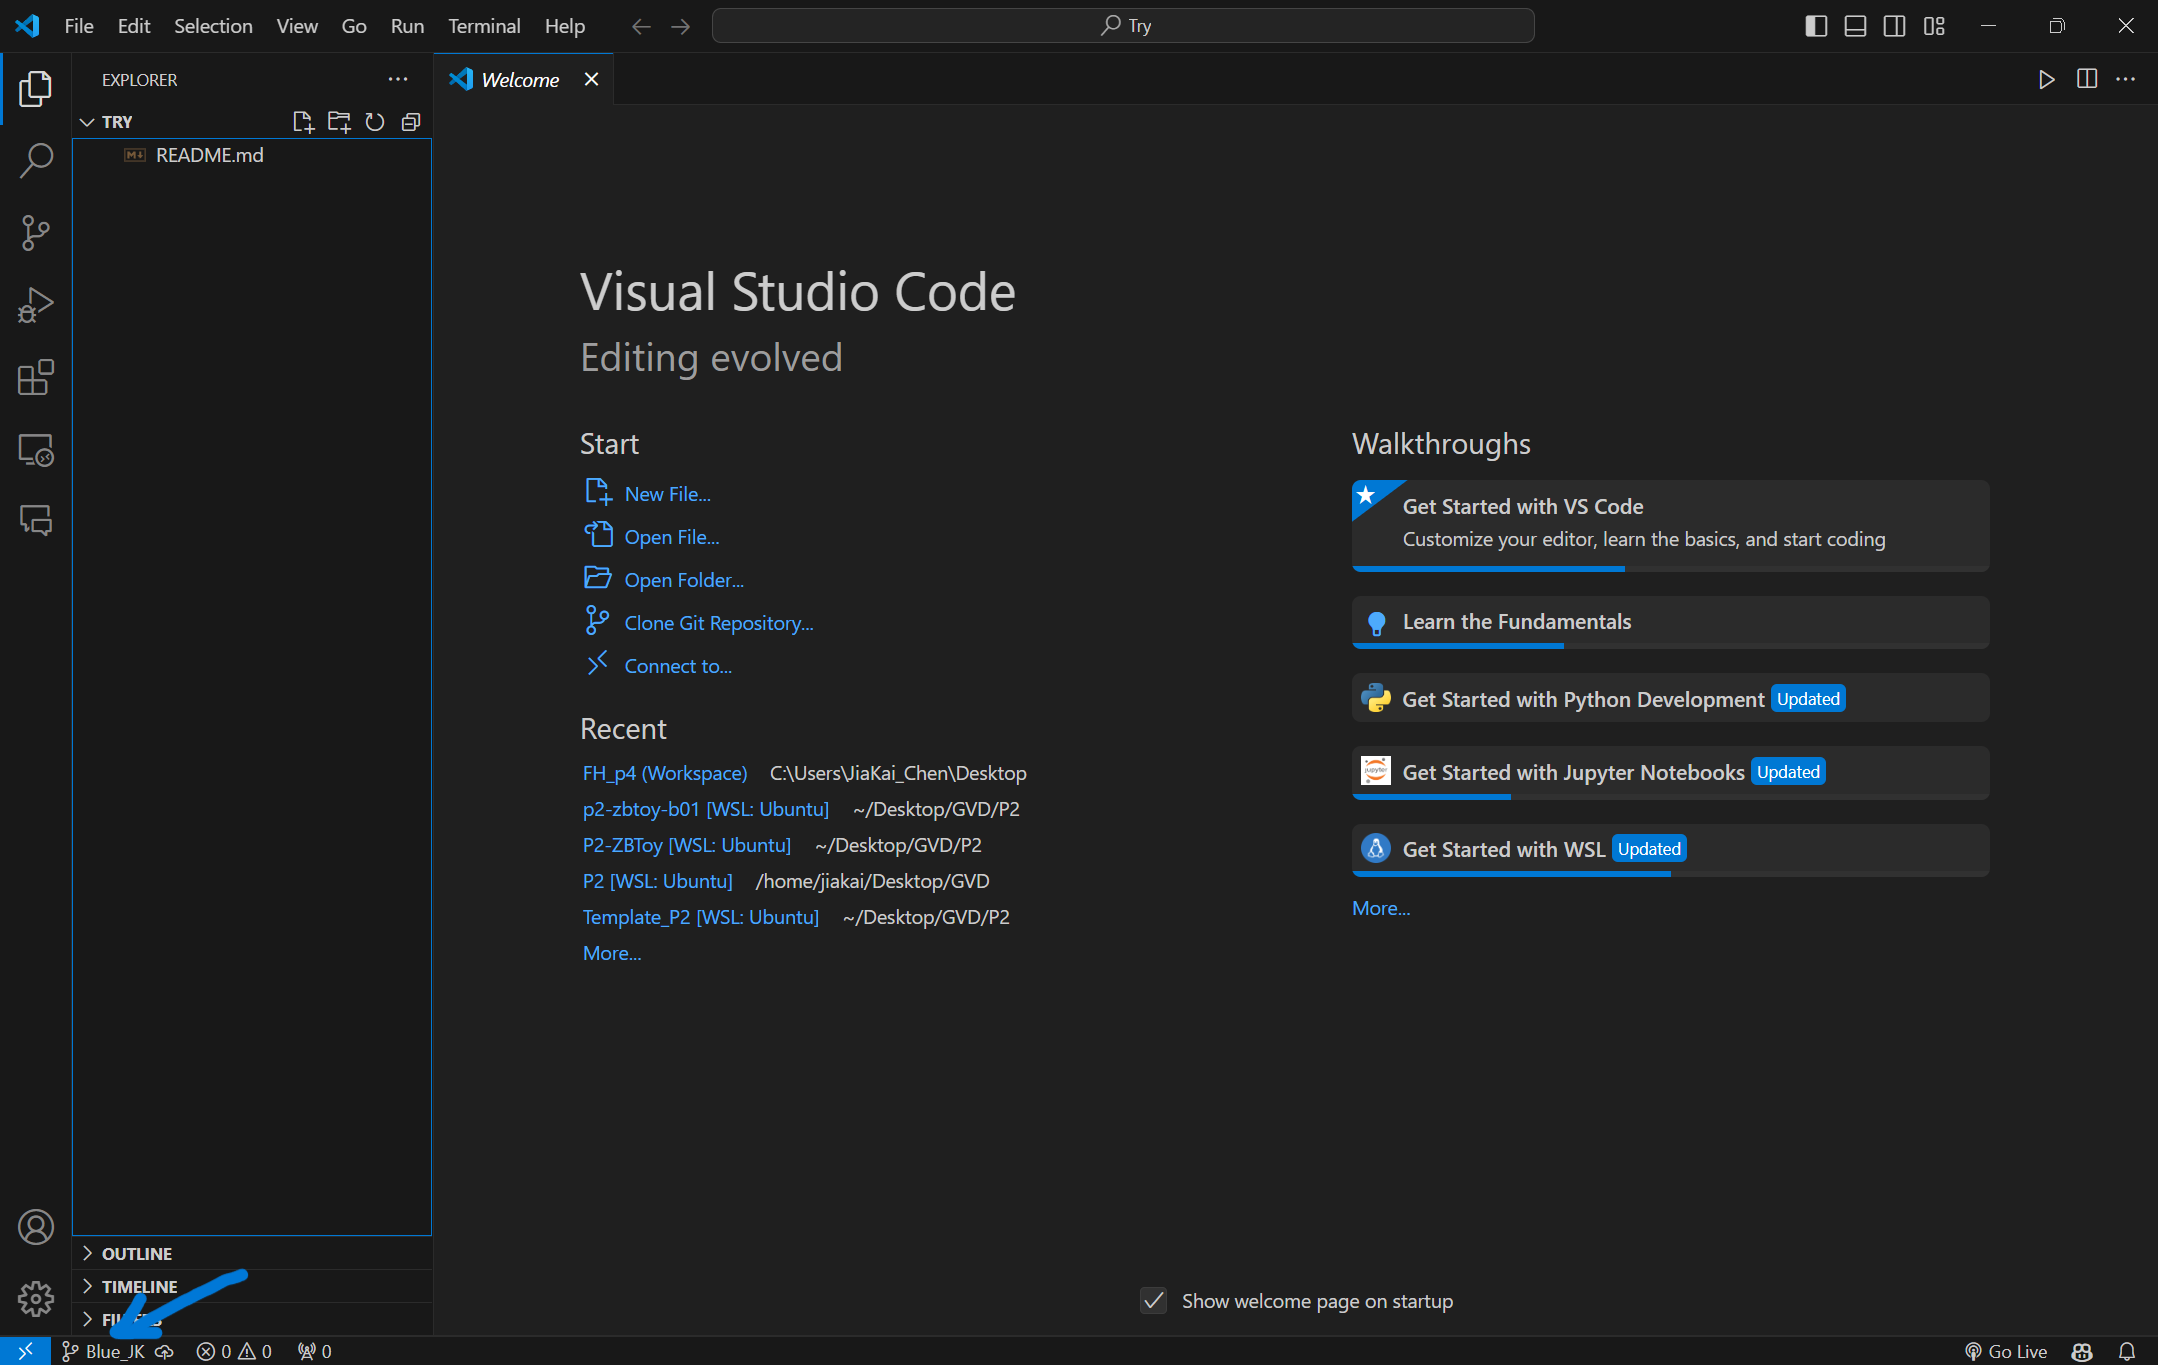 File Edit Selection View Go Run Terminal Help
Try
EXPLORER
Welcome
TRY
README.md
Visual Studio Code
Editing evolved
Start
New File...
Open File...
Open Folder...
Clone Git Repository...
Connect to...
Recent
FH_p4 (Workspace) C:\Users\JiaKai_Chen\Desktop
p2-zbtoy-b01 [WSL: Ubuntu] ~/Desktop/GVD/P2
P2-ZBToy [WSL: Ubuntu] ~/Desktop/GVD/P2
P2 [WSL: Ubuntu] /home/jiakai/Desktop/GVD
Template_P2 [WSL: Ubuntu] ~/Desktop/GVD/P2
More...
Walkthroughs
Get Started with VS Code
Customize your editor, learn the basics, and start coding
Learn the Fundamentals
Get Started with Python Development Updated
Get Started with Jupyter Notebooks Updated
Get Started with WSL Updated
More...
OUTLINE
TIMELINE
Show welcome page on startup
Blue_JK 0 0 0
Go Live